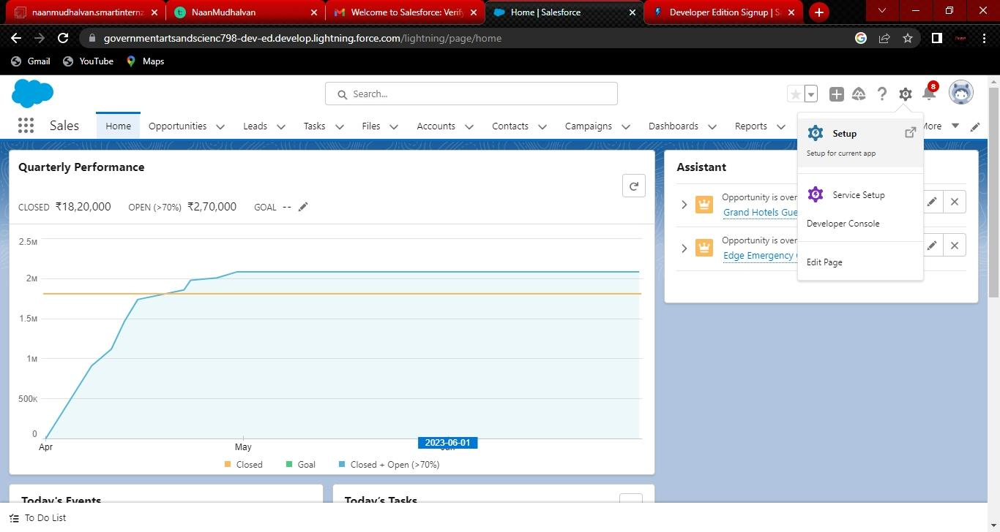 naanmudhalvan.smartinternz
NaanMudhalvan
Welcome to Salesforce: Verify
Home | Salesforce
Developer Edition Signup | S
governmentartsandscienc798-dev-ed.develop.lightning.force.com/lightning/page/home
Gmail
YouTube
Maps
Search...
8
Sales
Home
Opportunities
Leads
Tasks
Files
Accounts
Contacts
Campaigns
Dashboards
Reports
More
Setup
Setup for current app
Service Setup
Developer Console
Edit Page
Quarterly Performance
CLOSED ₹18,20,000 OPEN (>70%) ₹2,70,000 GOAL --
2.5M
2M
1.5M
1M
500K
0
Apr
May
2023-06-01
Closed
Goal
Closed + Open (>70%)
Assistant
Opportunity is over
Grand Hotels Gue
Opportunity is over
Edge Emergency
Today's Events
Today's Tasks
To Do List